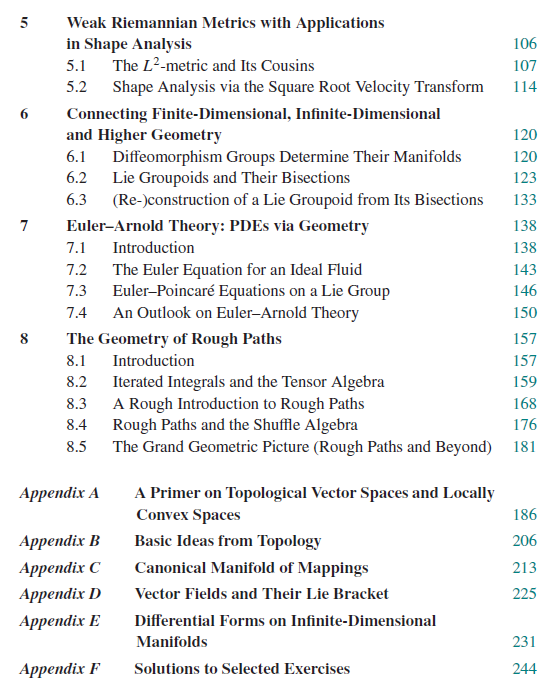 5 Weak Riemannian Metrics with Applications
in Shape Analysis 106
5.1 The L²-metric and Its Cousins 107
5.2 Shape Analysis via the Square Root Velocity Transform 114
6 Connecting Finite-Dimensional, Infinite-Dimensional
and Higher Geometry 120
6.1 Diffeomorphism Groups Determine Their Manifolds 120
6.2 Lie Groupoids and Their Bisections 123
6.3 (Re-)construction of a Lie Groupoid from Its Bisections 133
7 Euler–Arnold Theory: PDEs via Geometry 138
7.1 Introduction 138
7.2 The Euler Equation for an Ideal Fluid 143
7.3 Euler–Poincaré Equations on a Lie Group 146
7.4 An Outlook on Euler–Arnold Theory 150
8 The Geometry of Rough Paths 157
8.1 Introduction 157
8.2 Iterated Integrals and the Tensor Algebra 159
8.3 A Rough Introduction to Rough Paths 168
8.4 Rough Paths and the Shuffle Algebra 176
8.5 The Grand Geometric Picture (Rough Paths and Beyond) 181
Appendix A A Primer on Topological Vector Spaces and Locally
Convex Spaces 186
Appendix B Basic Ideas from Topology 206
Appendix C Canonical Manifold of Mappings 213
Appendix D Vector Fields and Their Lie Bracket 225
Appendix E Differential Forms on Infinite-Dimensional
Manifolds 231
Appendix F Solutions to Selected Exercises 244